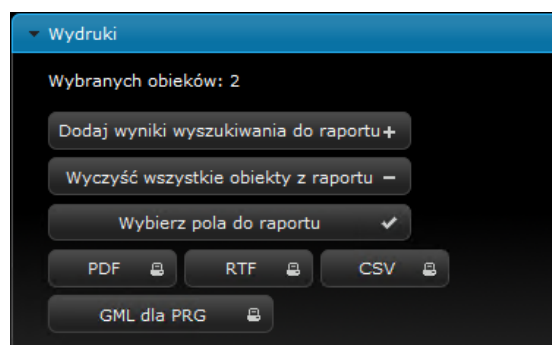 Wydruki
Wybranych obieków: 2
Dodaj wyniki wyszukiwania do raportu
Wyczyść wszystkie obiekty z raportu
Wybierz pola do raportu
PDF RTF CSV
GML dla PRG